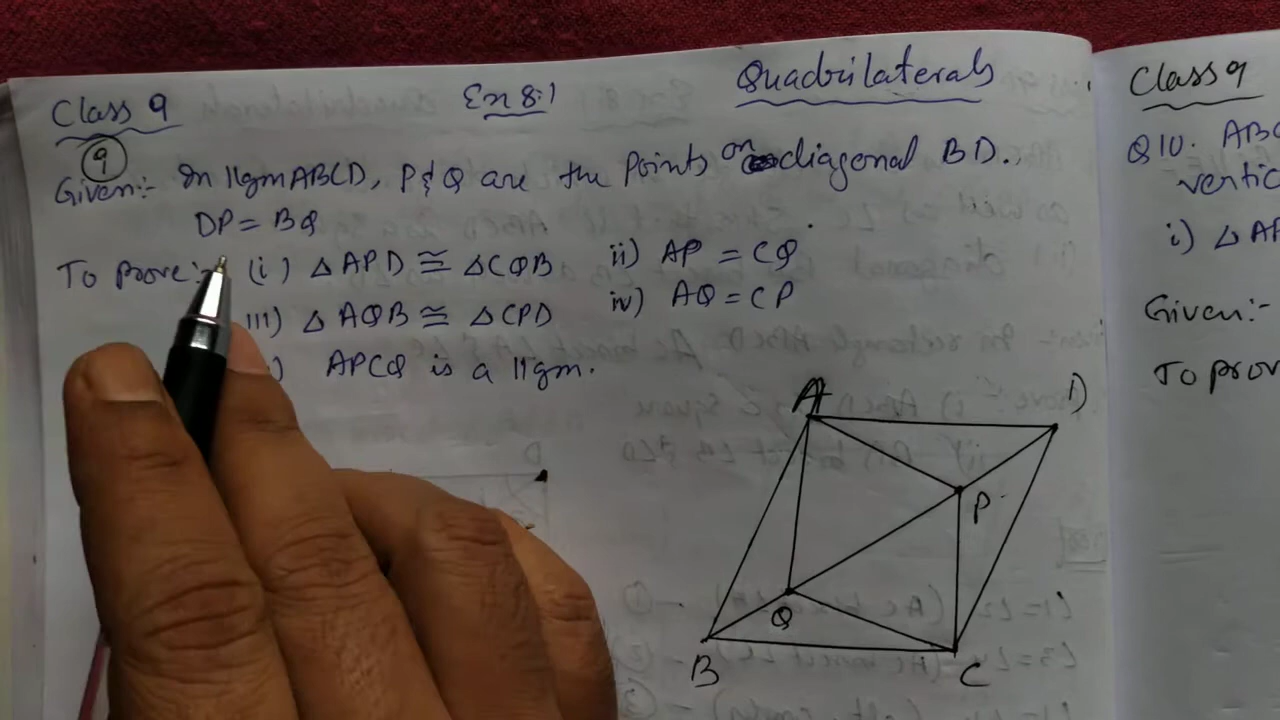 Class 9 Ex 8.1 Quadrilaterals
9
Given:- In llgm ABCD, P & Q are the points on diagonal BD.
DP = BQ
To prove:- (i) △APD ≅ △CQB ii) AP = CQ
iii) △AQB ≅ △CPD iv) AQ = CP
) APCQ is a llgm.
A D
P
Q
B C
D
Class 9
Q10. ABC
vertic
i) △ AP
Given:-
To prov